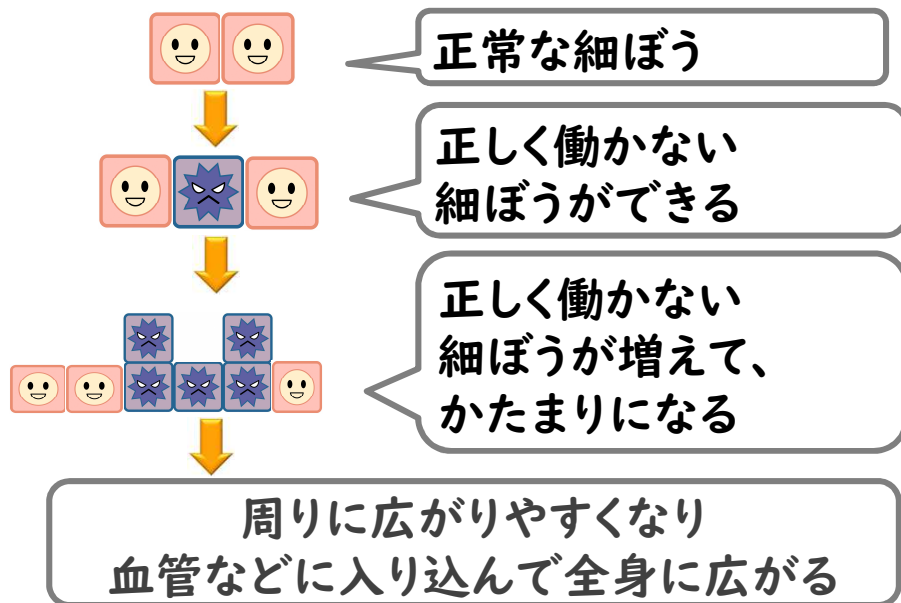 正常な細ぼう
正しく働かない
細ぼうができる
正しく働かない
細ぼうが増えて、
かたまりになる
周りに広がりやすくなり
血管などに入り込んで全身に広がる